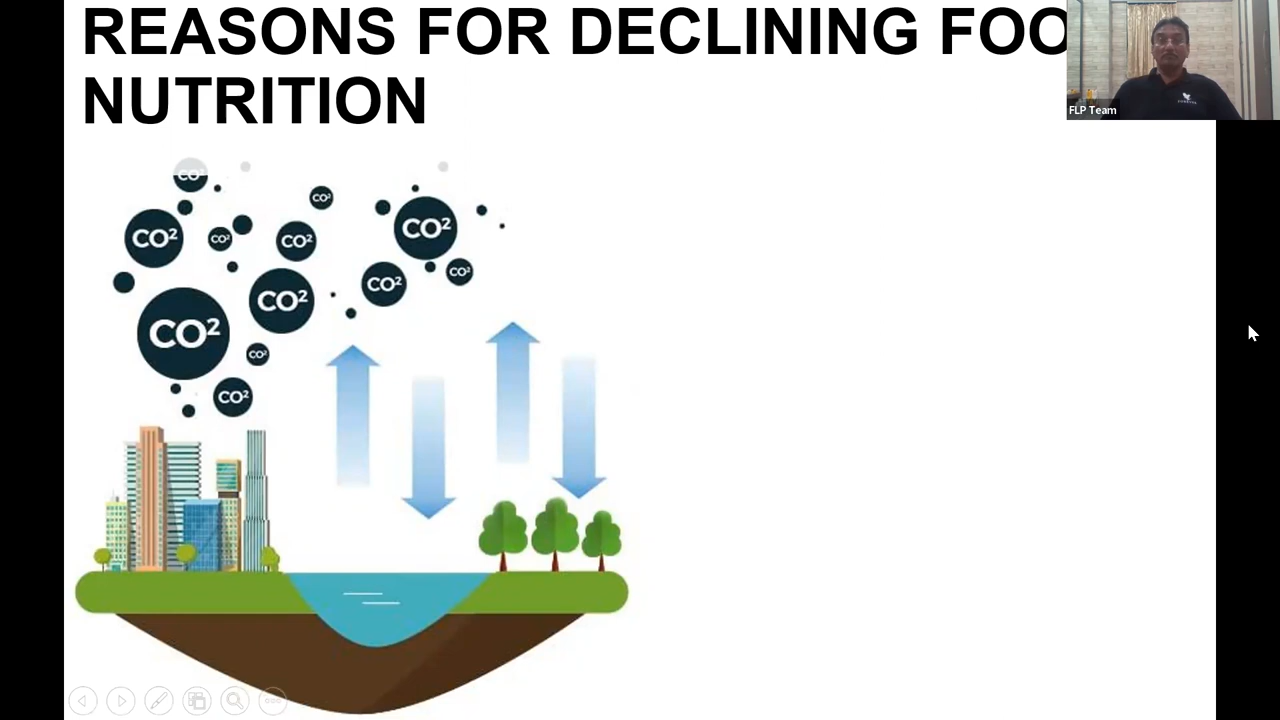 REASONS FOR DECLINING FOO
NUTRITION
FLP Team
CO²
CO²
CO²
CO²
CO²
CO²
CO²
CO²
CO²
CO²
CO²
CO²